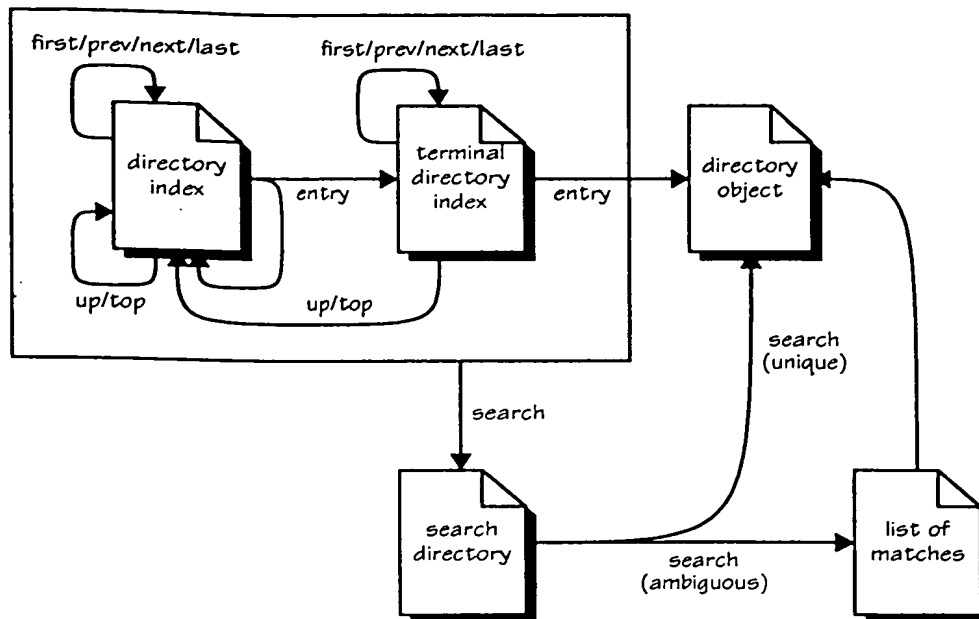 first/prev/next/last
first/prev/next/last
directory
index
entry
terminal
directory
index
entry
directory
object
up/top
up/top
search
search
(unique)
search
directory
search
(ambiguous)
list of
matches